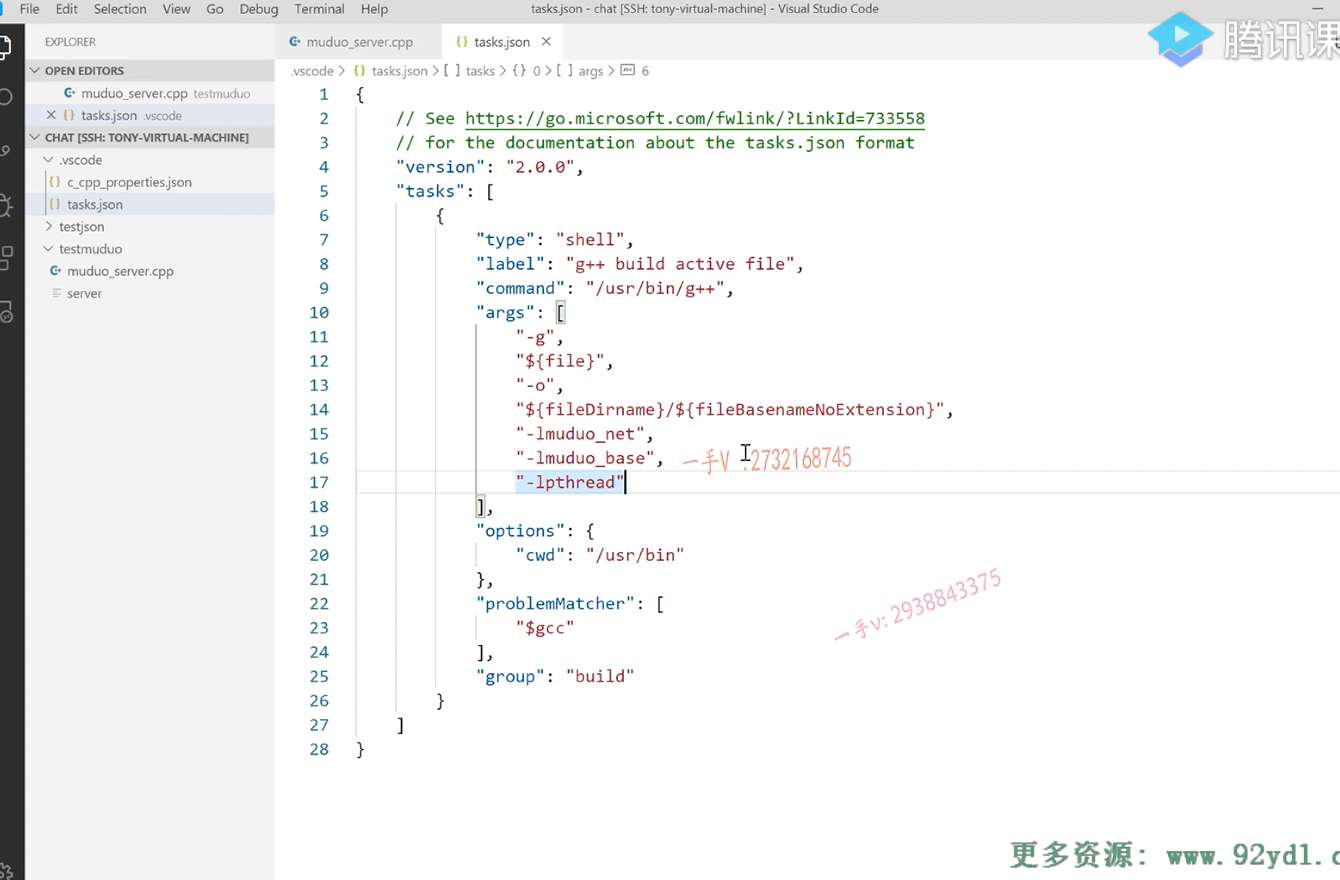 File Edit Selection View Go Debug Terminal Help
tasks.json - chat [SSH: tony-virtual-machine] - Visual Studio Code
EXPLORER
OPEN EDITORS
muduo_server.cpp testmuduo
tasks.json .vscode
CHAT [SSH: TONY-VIRTUAL-MACHINE]
.vscode
c_cpp_properties.json
tasks.json
testjson
testmuduo
muduo_server.cpp
server
muduo_server.cpp
tasks.json
腾讯课
.vscode > {} tasks.json > [ ] tasks > {} 0 > [ ] args > 6
1 {
2 // See https://go.microsoft.com/fwlink/?LinkId=733558
3 // for the documentation about the tasks.json format
4 "version": "2.0.0",
5 "tasks": [
6 {
7 "type": "shell",
8 "label": "g++ build active file",
9 "command": "/usr/bin/g++",
10 "args": [
11 "-g",
12 "${file}",
13 "-o",
14 "${fileDirname}/${fileBasenameNoExtension}",
15 "-lmuduo_net",
16 "-lmuduo_base",
一手V :2732168745
17 "-lpthread"
18 ],
19 "options": {
20 "cwd": "/usr/bin"
21 },
22 "problemMatcher": [
23 "$gcc"
24 ],
25 "group": "build"
26 }
27 ]
28 }
一手v: 2938843375
更多资源： www.92ydl.c